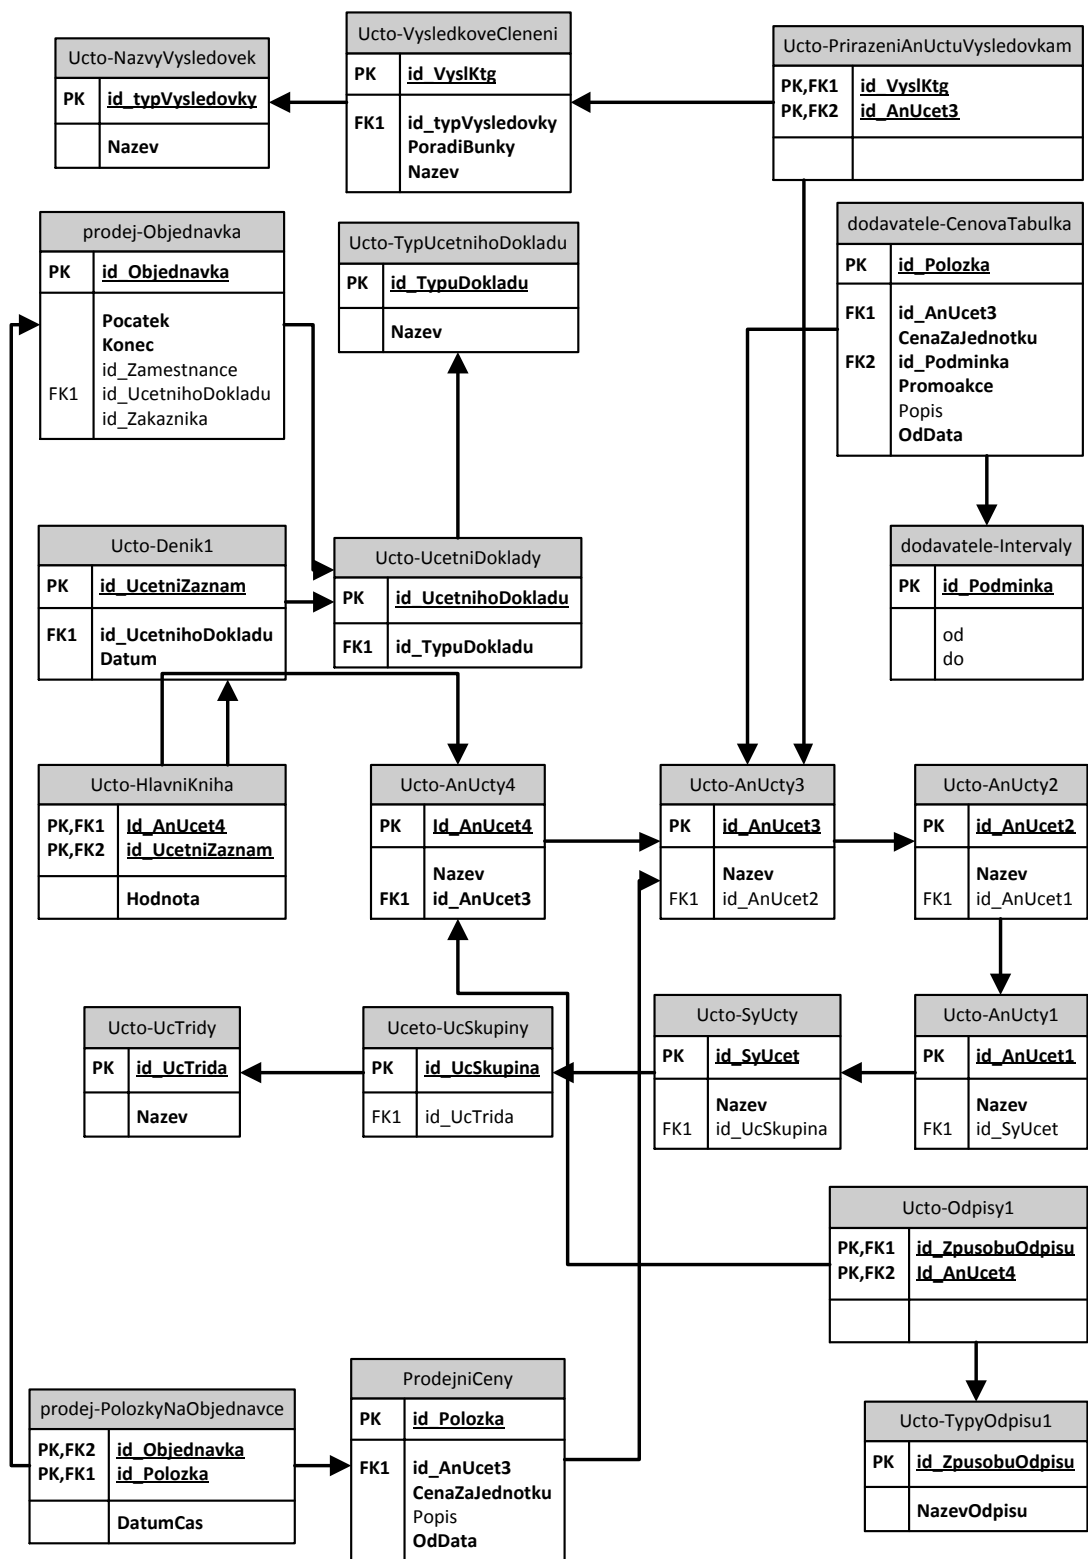 Ucto-NazvyVysledovek
PK id_typVysledovky
Nazev
Ucto-VysledkoveCleneni
PK id_VyslKtg
FK1 id_typVysledovky
PoradiBunky
Nazev
Ucto-PrirazeniAnUctuVysledovkam
PK,FK1 id_VyslKtg
PK,FK2 id_AnUcet3
prodej-Objednavka
PK id_Objednavka
Pocatek
Konec
id_Zamestnance
FK1 id_UcetnihoDokladu
id_Zakaznika
Ucto-TypUcetnihoDokladu
PK id_TypuDokladu
Nazev
dodavatele-CenovaTabulka
PK id_Polozka
FK1 id_AnUcet3
CenaZaJednotku
FK2 id_Podminka
Promoakce
Popis
OdData
Ucto-Denik1
PK id_UcetniZaznam
FK1 id_UcetnihoDokladu
Datum
Ucto-UcetniDoklady
PK id_UcetnihoDokladu
FK1 id_TypuDokladu
dodavatele-Intervaly
PK id_Podminka
od
do
Ucto-HlavniKniha
PK,FK1 Id_AnUcet4
PK,FK2 id_UcetniZaznam
Hodnota
Ucto-AnUcty4
PK Id_AnUcet4
Nazev
FK1 id_AnUcet3
Ucto-AnUcty3
PK id_AnUcet3
Nazev
FK1 id_AnUcet2
Ucto-AnUcty2
PK id_AnUcet2
Nazev
FK1 id_AnUcet1
Ucto-UcTridy
PK id_UcTrida
Nazev
Uceto-UcSkupiny
PK id_UcSkupina
FK1 id_UcTrida
Ucto-SyUcty
PK id_SyUcet
Nazev
FK1 id_UcSkupina
Ucto-AnUcty1
PK id_AnUcet1
Nazev
FK1 id_SyUcet
Ucto-Odpisy1
PK,FK1 id_ZpusobuOdpisu
PK,FK2 Id_AnUcet4
prodej-PolozkyNaObjednavce
PK,FK2 id_Objednavka
PK,FK1 id_Polozka
DatumCas
ProdejniCeny
PK id_Polozka
FK1 id_AnUcet3
CenaZaJednotku
Popis
OdData
Ucto-TypyOdpisu1
PK id_ZpusobuOdpisu
NazevOdpisu